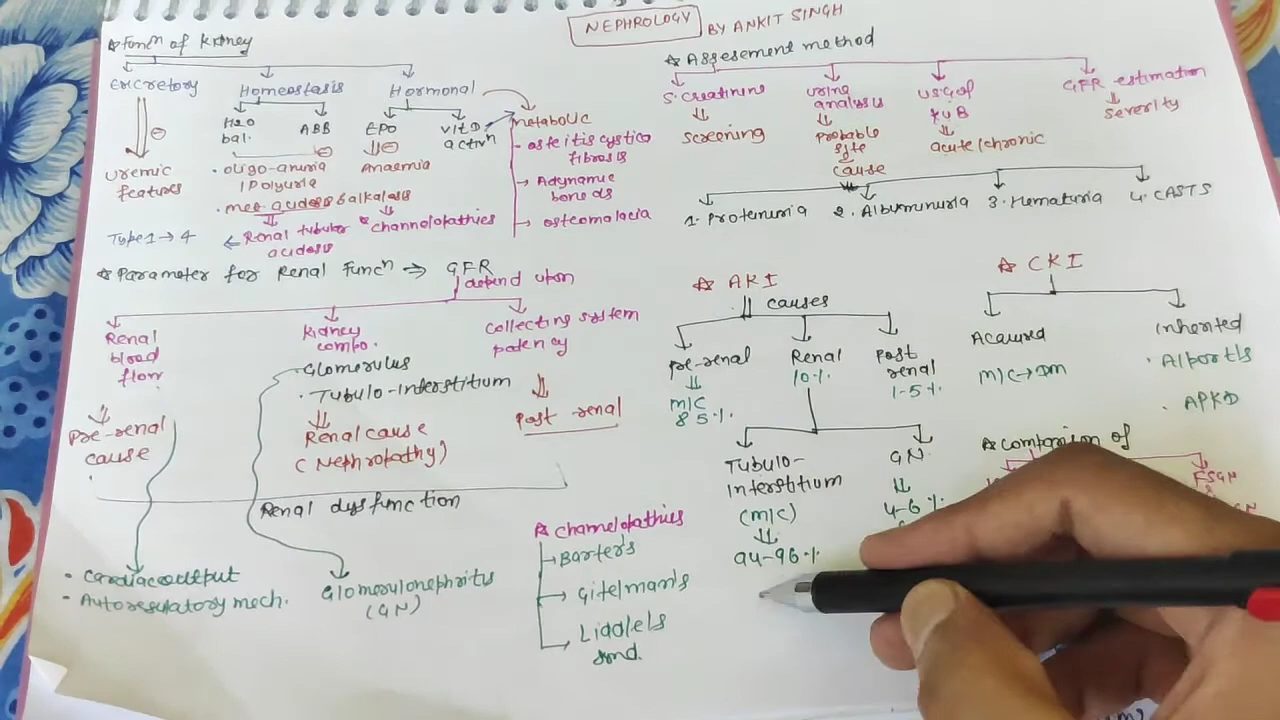 NEPHROLOGY BY ANKIT SINGH
☆ Funcⁿ of Kidney
Excretory
Homeostasis
Hormonal
⊖
Uremic
features
H2O
bal.
ABB
⊖
· oligo-anuria
/ Polyuria
· met acidosis & alkalosis
Renal tubular
acidosis
Type 1 → 4
channelopathies
EPO
⊖
Anaemia
Vit D
actiⁿ
metabolic
- osteitis cystica
fibrosis
→ Adynamic
bone ds
→ osteomalacia
☆ Parameter for Renal Funcⁿ ⇒ GFR
depend upon
Renal
blood
flow
Pre-renal
cause
Kidney
compo.
· Glomerulus
· Tubulo-Interstitium
Renal cause
(Nephropathy)
Collecting system
patency
Post renal
Renal dysfunction
· Cardiac output
· Autoregulatory mech.
Glomerulonephritis
(GN)
☆ Channelopathies
→ Barter's
→ Gitelman's
→ Liddle's
Synd.
☆ Assesement method
S. Creatinine
Screening
Urine
analysis
Probable
site
cause
USG of
KUB
acute/chronic
GFR estimation
Severity
1. Proteinuria
2. Albuminuria
3. Hematuria
4. CASTS
☆ AKI
causes
Pre-renal
M/C
85%.
Renal
10%
Post
renal
1-5%
Tubulo-
Interstitium
(M/C)
94-96%
GN
4-6%
☆ CKI
Acquired
M/C → DM
Inherited
· Alport's
· APKD
☆ Comparison of
FSGN